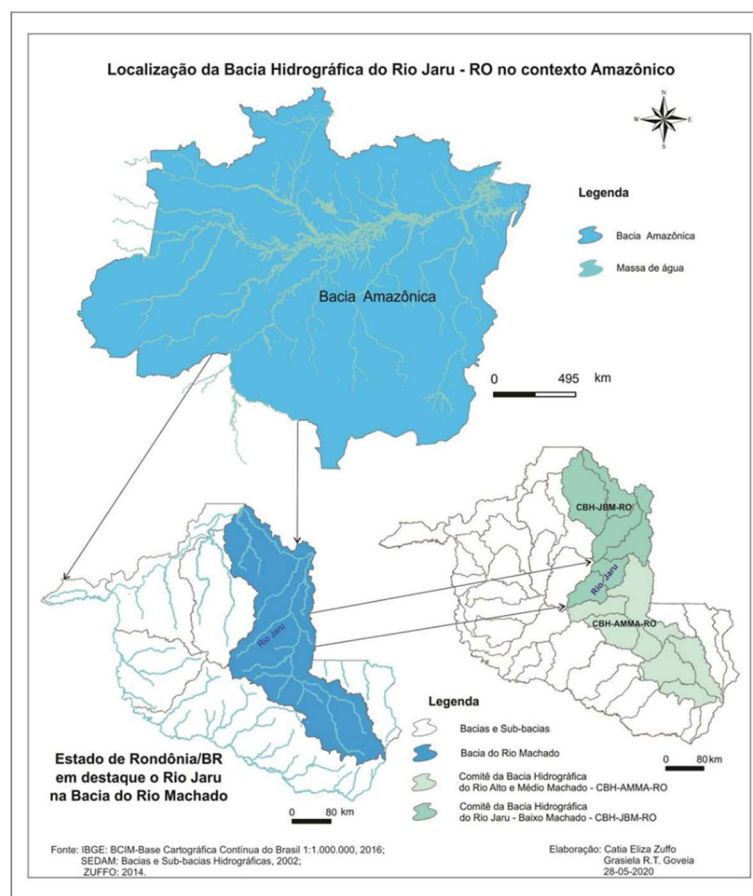 Localização da Bacia Hidrográfica do Rio Jaru - RO no contexto Amazônico
N
W
E
S
Legenda
Bacia Amazônica
Massa de água
Bacia Amazônica
0 495 km
CBH-JBM-RO
Rio Jaru
CBH-AMMA-RO
Rio Jaru
Estado de Rondônia/BR
em destaque o Rio Jaru
na Bacia do Rio Machado
0 80 km
Legenda
Bacias e Sub-bacias
Bacia do Rio Machado
Comitê da Bacia Hidrográfica
do Rio Alto e Médio Machado - CBH-AMMA-RO
Comitê da Bacia Hidrográfica
do Rio Jaru - Baixo Machado - CBH-JBM-RO
0 80 km
Fonte: IBGE: BCIM-Base Cartográfica Contínua do Brasil 1:1.000.000, 2016;
SEDAM: Bacias e Sub-bacias Hidrográficas, 2002;
ZUFFO: 2014.
Elaboração: Catia Eliza Zuffo
Grasiela R.T. Goveia
28-05-2020